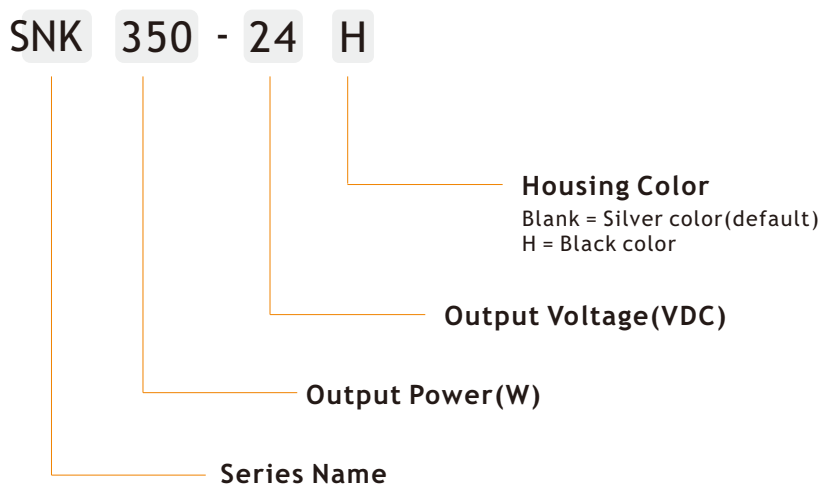 SNK 350 - 24 H
Housing Color
Blank = Silver color(default)
H = Black color
Output Voltage(VDC)
Output Power(W)
Series Name